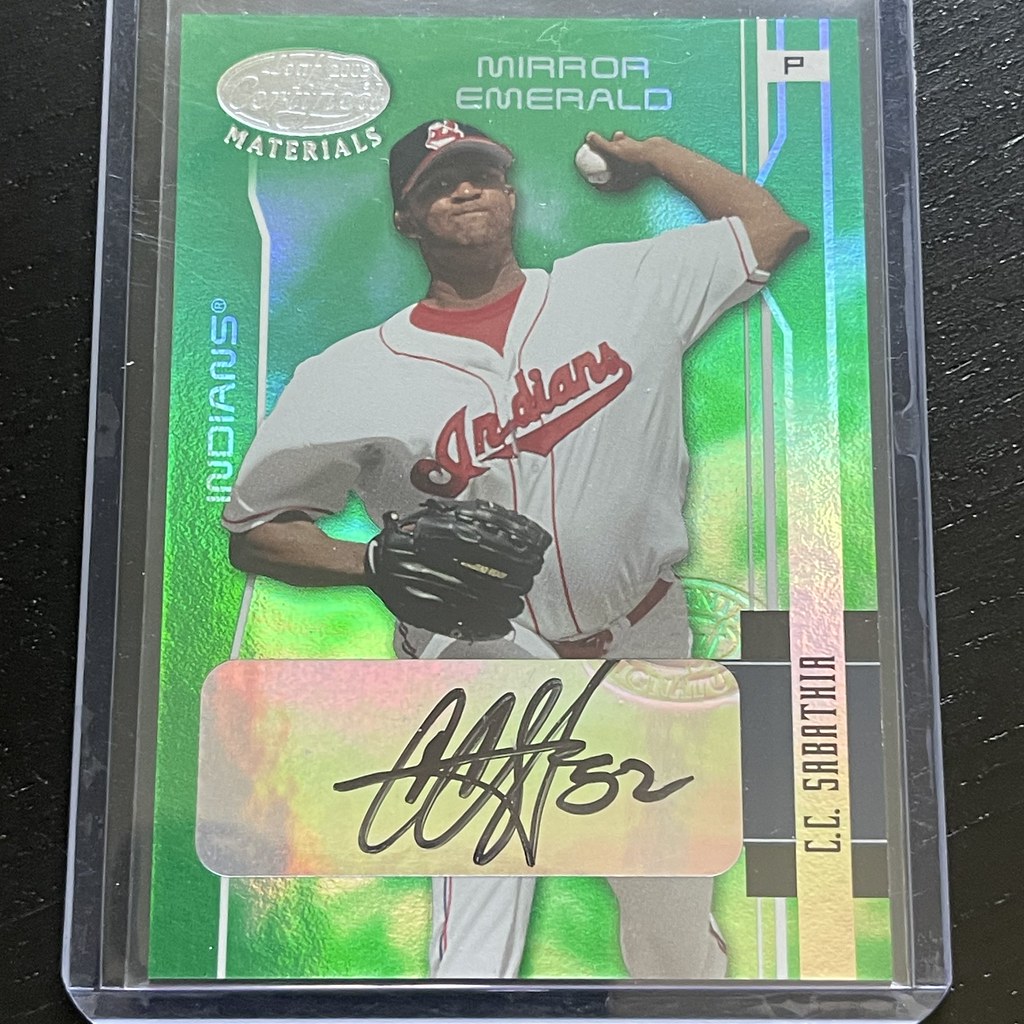 Leaf 2003
Certified
MATERIALS
MIRROR
EMERALD
P
INDIANS®
Indians
C.C. SABATHIA
52